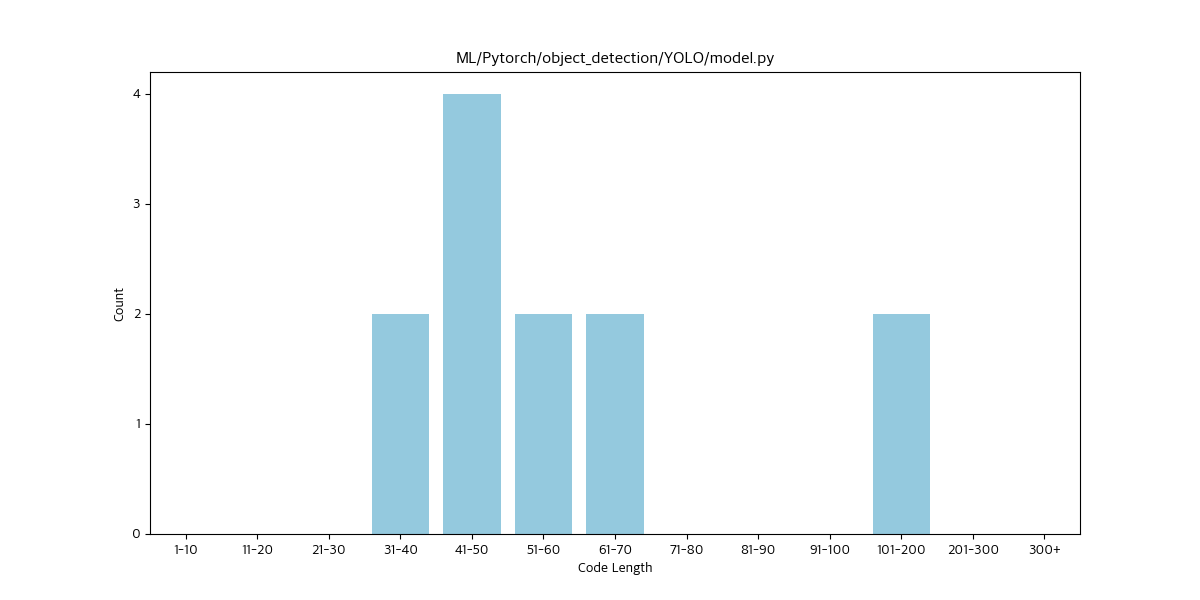 ML/Pytorch/object_detection/YOLO/model.py
4
3
2
1
0
Count
1-10 11-20 21-30 31-40 41-50 51-60 61-70 71-80 81-90 91-100 101-200 201-300 300+
Code Length